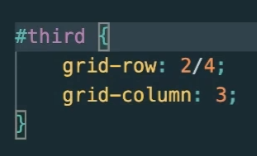 #third {
    grid-row: 2/4;
    grid-column: 3;
}